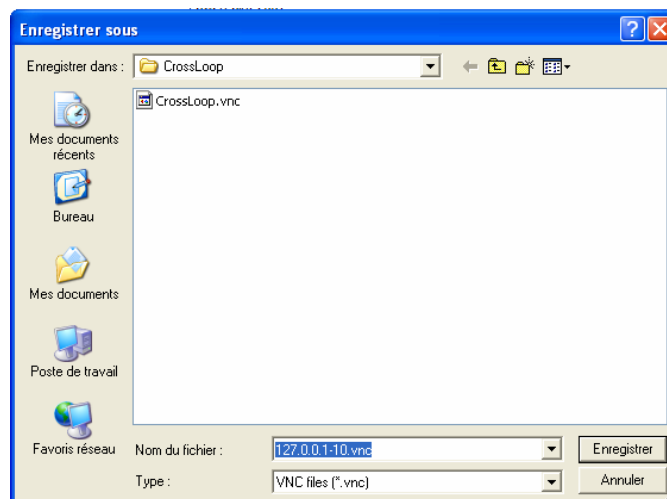 Enregistrer sous
Enregistrer dans :
CrossLoop
CrossLoop.vnc
Mes documents
récents
Bureau
Mes documents
Poste de travail
Favoris réseau
Nom du fichier :
127.0.0.1-10.vnc
Enregistrer
Type :
VNC files (*.vnc)
Annuler